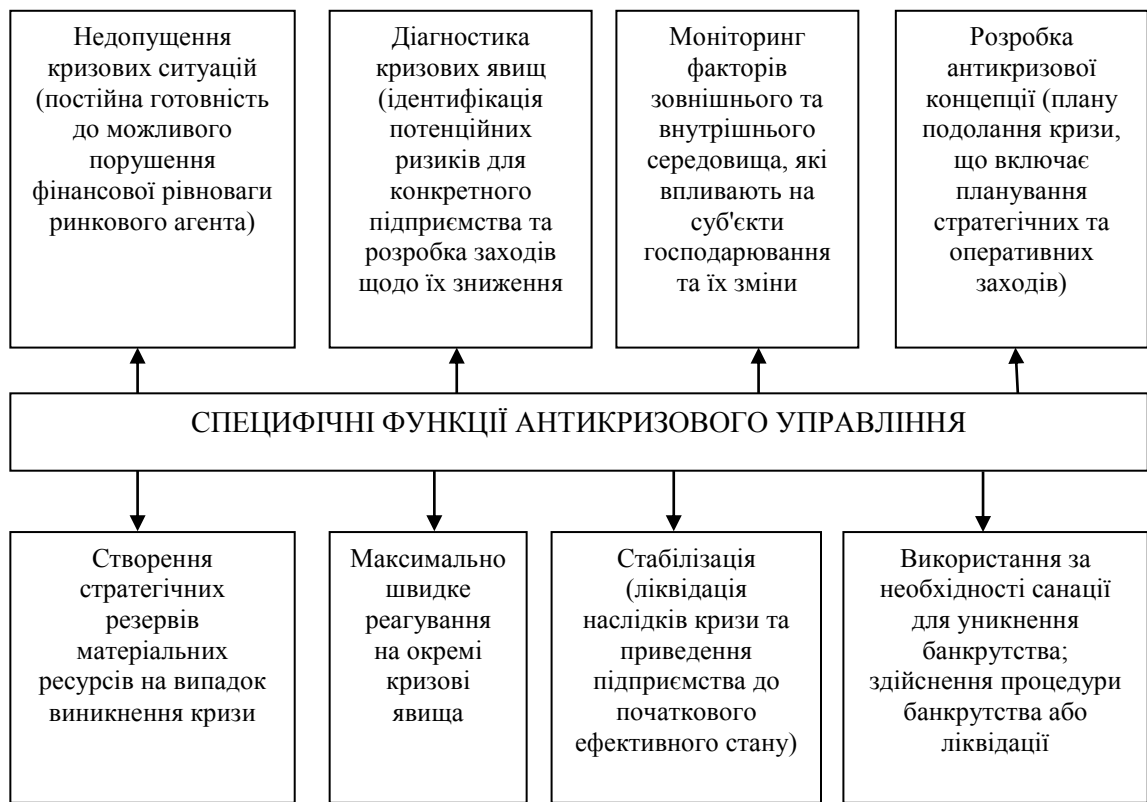 Недопущення
кризових ситуацій
(постійна готовність
до можливого
порушення
фінансової рівноваги
ринкового агента)
Діагностика
кризових явищ
(ідентифікація
потенційних
ризиків для
конкретного
підприємства та
розробка заходів
щодо їх зниження
Моніторинг
факторів
зовнішнього та
внутрішнього
середовища, які
впливають на
суб'єкти
господарювання
та їх зміни
Розробка
антикризової
концепції (плану
подолання кризи,
що включає
планування
стратегічних та
оперативних
заходів)
СПЕЦИФІЧНІ ФУНКЦІЇ АНТИКРИЗОВОГО УПРАВЛІННЯ
Створення
стратегічних
резервів
матеріальних
ресурсів на випадок
виникнення кризи
Максимально
швидке
реагування
на окремі
кризові
явища
Стабілізація
(ліквідація
наслідків кризи та
приведення
підприємства до
початкового
ефективного стану)
Використання за
необхідності санації
для уникнення
банкрутства;
здійснення процедури
банкрутства або
ліквідації